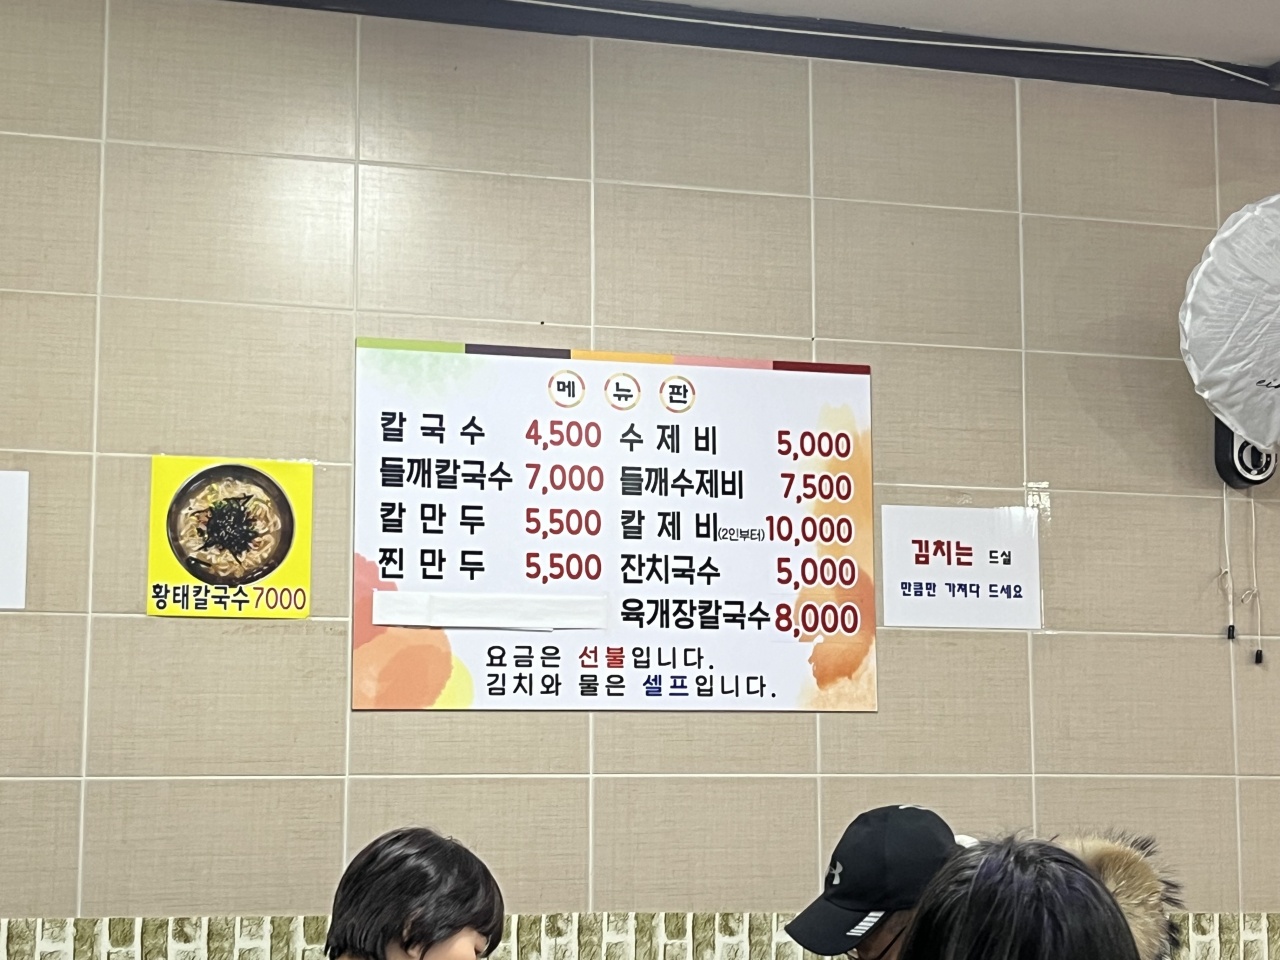 메뉴판
칼국수 4,500 수제비 5,000
들깨칼국수 7,000 들깨수제비 7,500
칼만두 5,500 칼제비(2인부터) 10,000
찐만두 5,500 잔치국수 5,000
육개장칼국수 8,000
요금은 선불입니다.
김치와 물은 셀프입니다.
황태칼국수7000
김치는 드실
만큼만 가져다 드세요